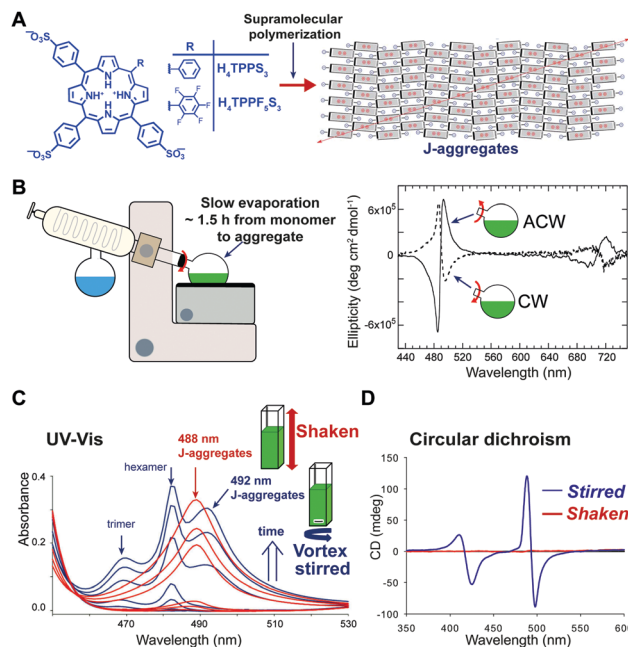 A
Supramolecular
polymerization
⁻O₃S
SO₃⁻
R
R
H₄TPPS₃
H₄TPPF₅S₃
N
H
NH⁺
⁺HN
H
N
F
F
F
F
F
⁻O₃S
SO₃⁻
J-aggregates
B
Slow evaporation
~ 1.5 h from monomer
to aggregate
Ellipticity (deg cm² dmol⁻¹)
6x10⁵
0
-6x10⁵
ACW
CW
440 480 520 560 600 640 680 720
Wavelength (nm)
C
UV-Vis
488 nm
J-aggregates
Shaken
hexamer
492 nm
J-aggregates
trimer
time
Vortex
stirred
Absorbance
0.4
0.2
0.0
470 490 510 530
Wavelength (nm)
D
Circular dichroism
Stirred
Shaken
CD (mdeg)
150
100
50
0
-50
-100
350 400 450 500 550 600
Wavelength (nm)